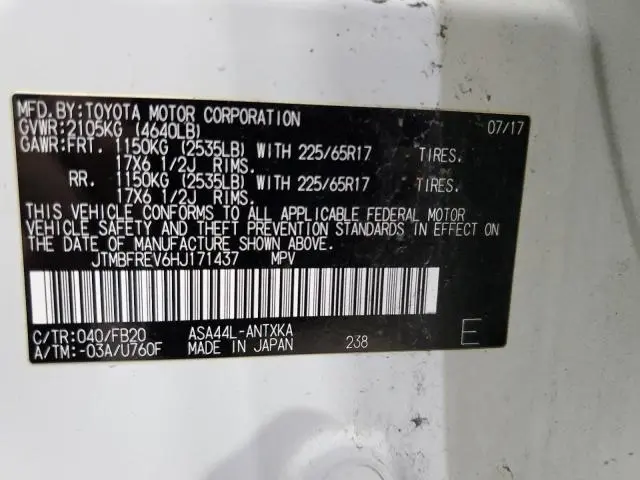 MFD.BY:TOYOTA MOTOR CORPORATION 07/17
GVWR:2105KG (4640LB)
GAWR:FRT. 1150KG (2535LB) WITH 225/65R17 TIRES.
17X6 1/2J RIMS.
RR. 1150KG (2535LB) WITH 225/65R17 TIRES.
17X6 1/2J RIMS.
THIS VEHICLE CONFORMS TO ALL APPLICABLE FEDERAL MOTOR
VEHICLE SAFETY AND THEFT PREVENTION STANDARDS IN EFFECT ON
THE DATE OF MANUFACTURE SHOWN ABOVE.
JTMBFREV6HJ171437 MPV
C/TR:040/FB20 ASA44L-ANTXKA
A/TM:-03A/U760F MADE IN JAPAN 238 E